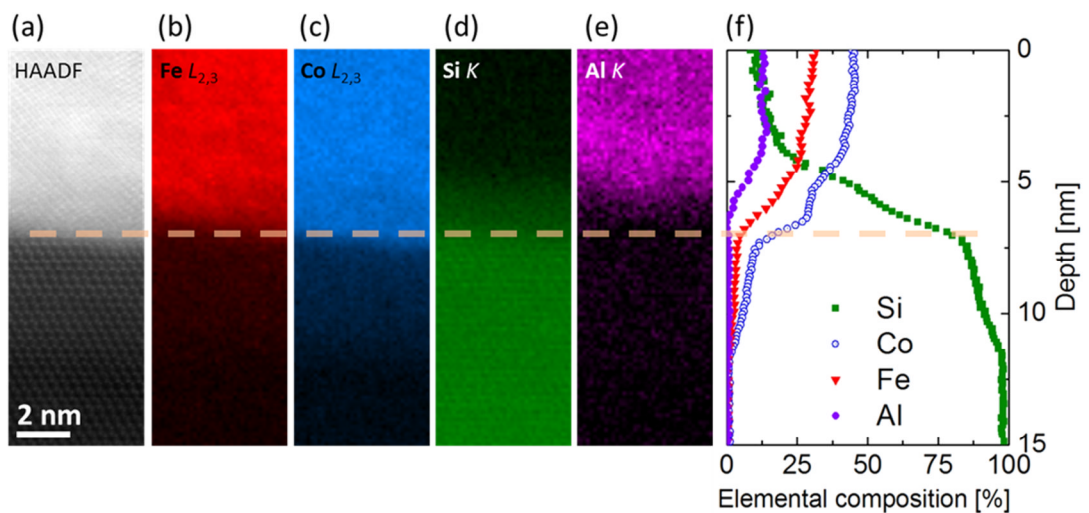 (a) (b) (c) (d) (e) (f)
HAADF Fe L2,3 Co L2,3 Si K Al K
2 nm
0
5
10
15
Depth [nm]
Si
Co
Fe
Al
0 25 50 75 100
Elemental composition [%]